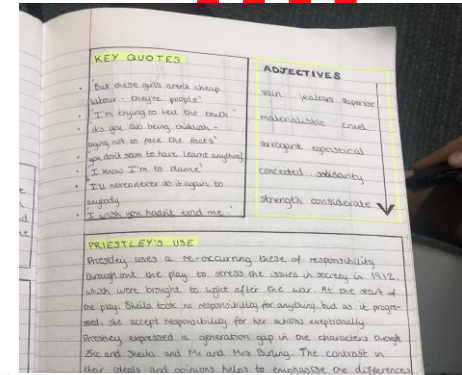 KEY QUOTES
"But these girls aren't cheap
labour - they're people"
"I'm trying to tell the truth"
it's you two being childish -
trying not to face the facts"
you don't seem to have learnt anything
'I know I'm to blame'
I'll never never do it again to
anybody
'I wish you hadn't told me'
ADJECTIVES
vain jealous superior
materialistic cruel
arrogant egotistical
conceited solidarity
strength considerate
PRIESTLEY'S USE
Priestley uses a re-occurring these of responsibility
throughout the play to stress the issues in society in 1912,
which were brought to light after the war. At the start of
the play, Sheila took no responsibility for anything, but as it progre-
ssed, she accept responsibility for her actions exceptionally.
Priestley expressed a generation gap in the characters through
Eric and Sheila and Mr and Mrs Birling. The contrast in
their ideals and opinions helps to emphasise the differences